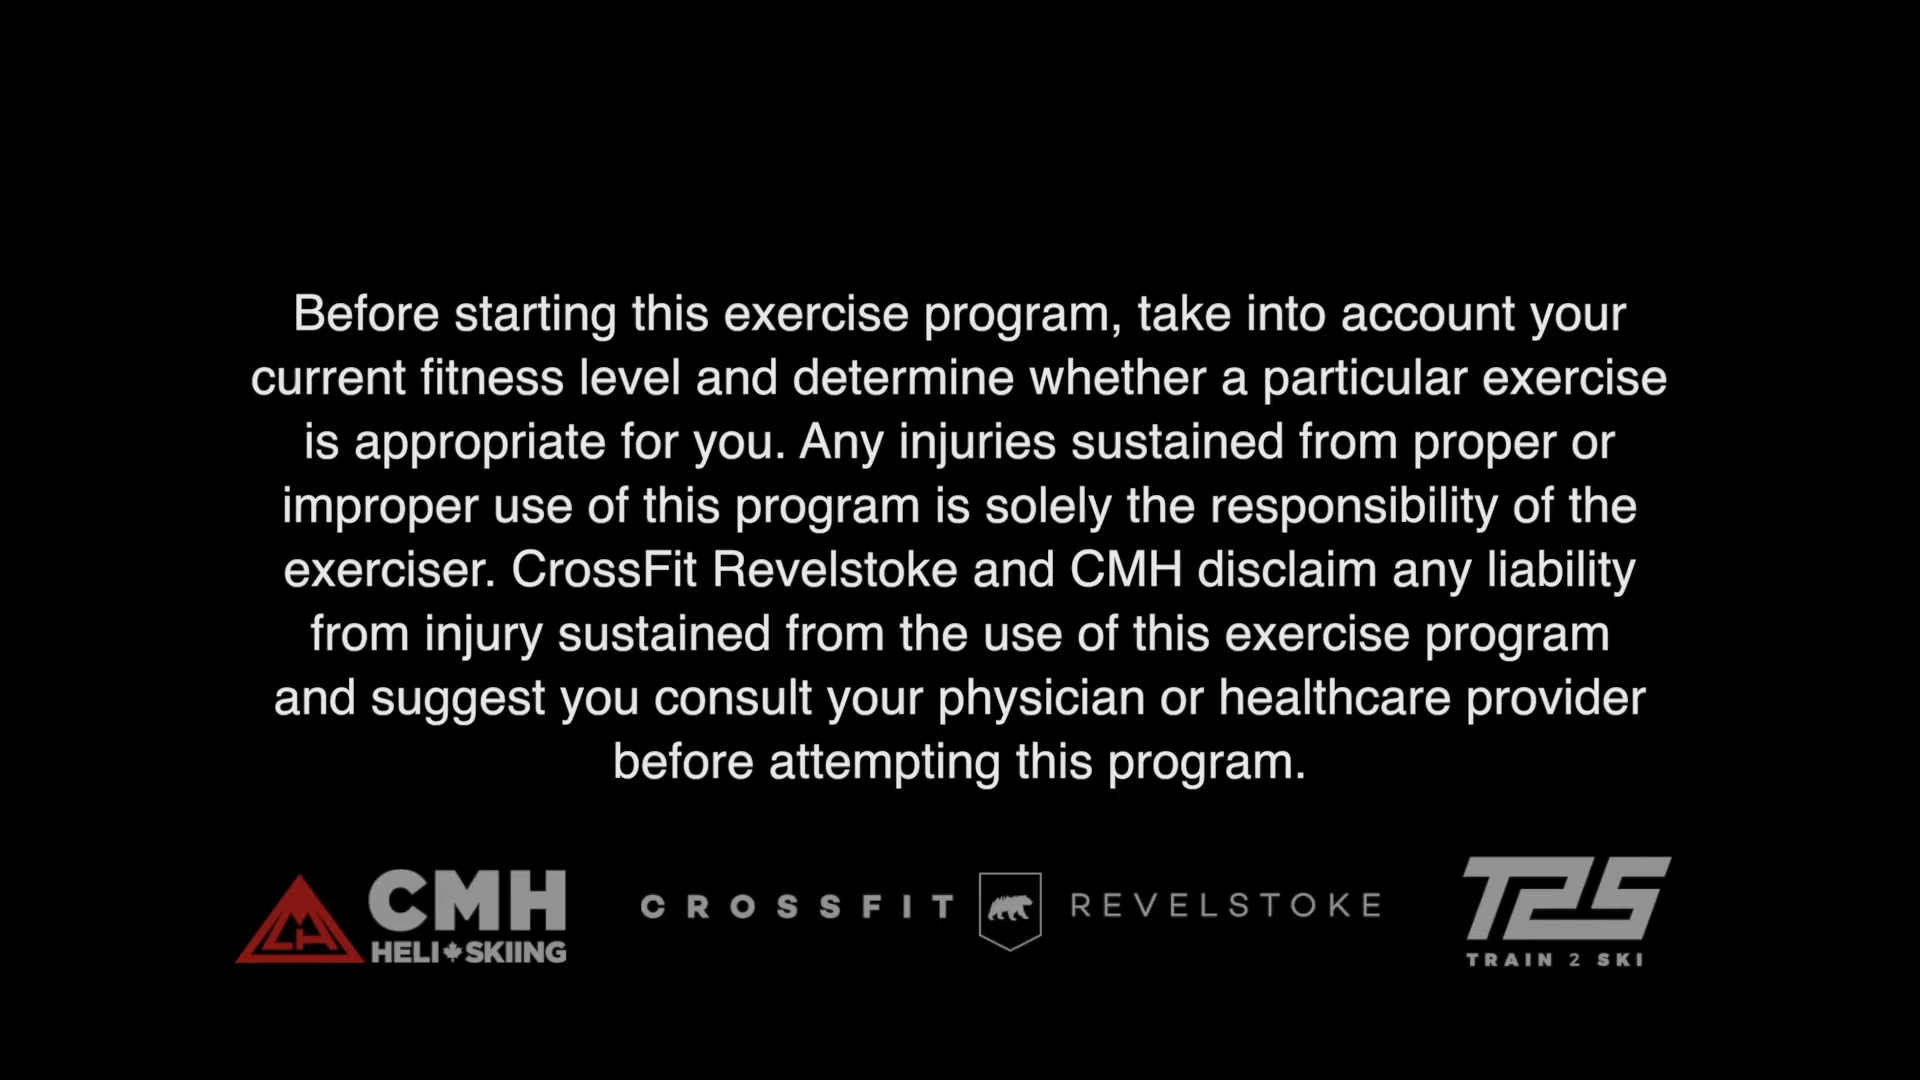 Before starting this exercise program, take into account your
current fitness level and determine whether a particular exercise
is appropriate for you. Any injuries sustained from proper or
improper use of this program is solely the responsibility of the
exerciser. CrossFit Revelstoke and CMH disclaim any liability
from injury sustained from the use of this exercise program
and suggest you consult your physician or healthcare provider
before attempting this program.
CMH
HELI SKIING
CROSSFIT REVELSTOKE
T2S
TRAIN 2 SKI